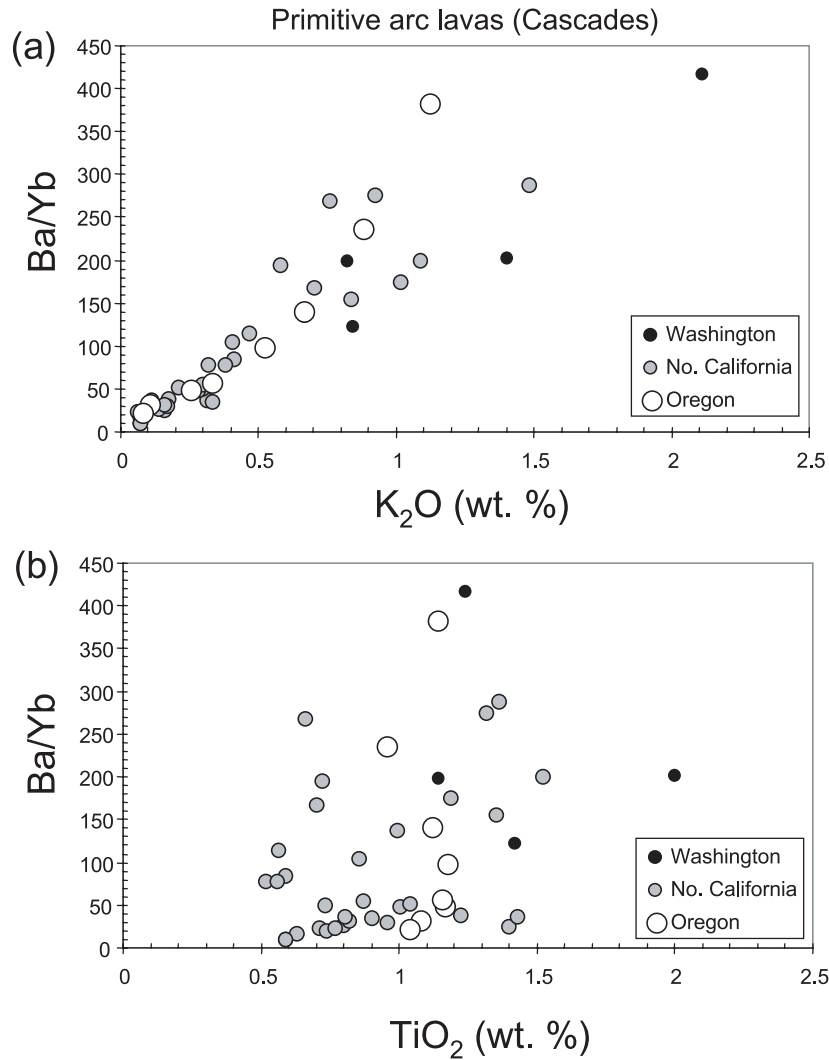 Primitive arc lavas (Cascades)
(a)
450
400
350
300
250
200
150
100
50
0
Ba/Yb
Washington
No. California
Oregon
0 0.5 1 1.5 2 2.5
K₂O (wt. %)
(b)
450
400
350
300
250
200
150
100
50
0
Ba/Yb
Washington
No. California
Oregon
0 0.5 1 1.5 2 2.5
TiO₂ (wt. %)